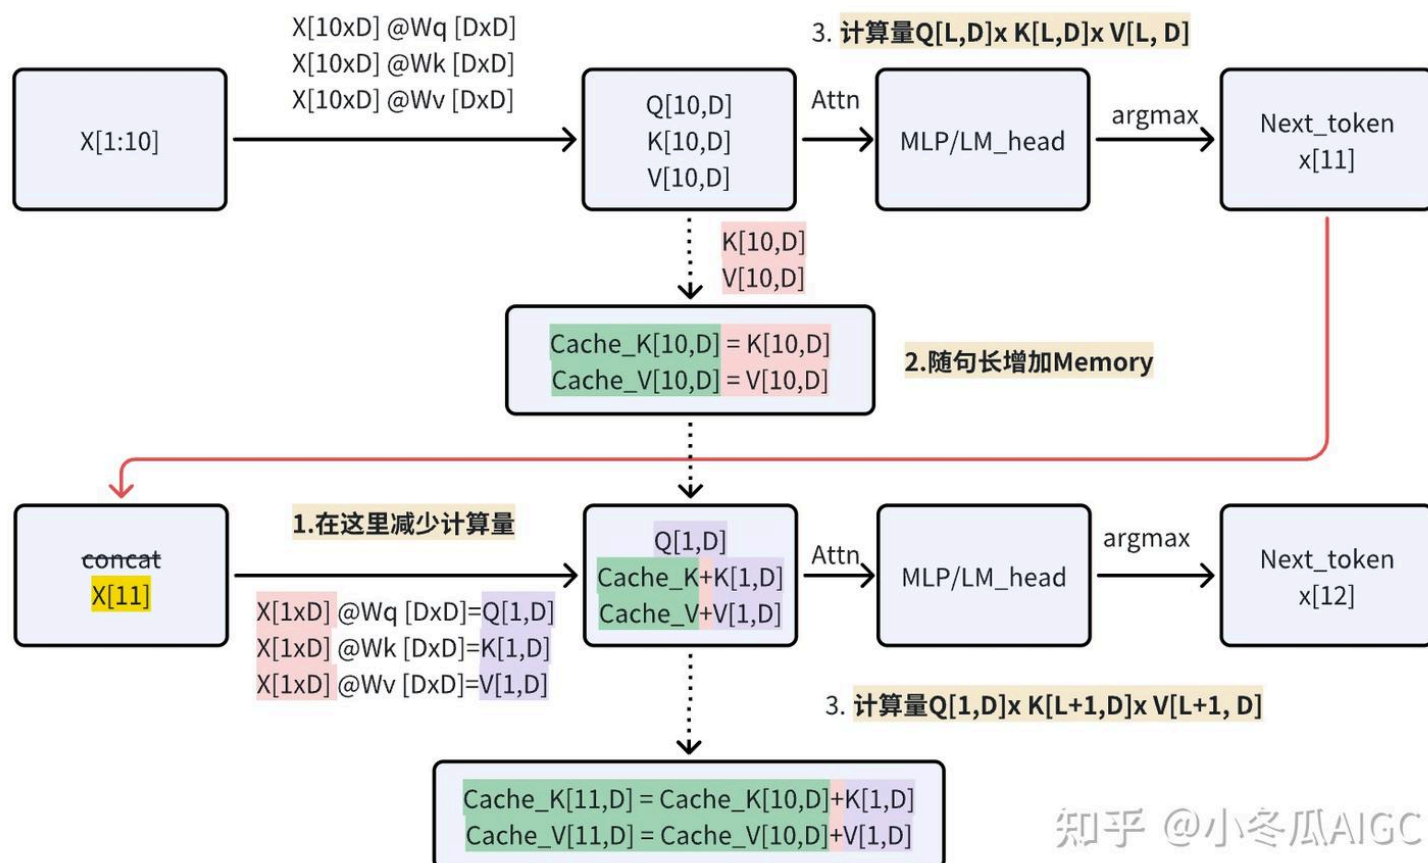 X[10xD] @Wq [DxD]
X[10xD] @Wk [DxD]
X[10xD] @Wv [DxD]
3. 计算量Q[L,D]x K[L,D]x V[L, D]
X[1:10]
Q[10,D]
K[10,D]
V[10,D]
Attn
MLP/LM_head
argmax
Next_token
x[11]
K[10,D]
V[10,D]
Cache_K[10,D] = K[10,D]
Cache_V[10,D] = V[10,D]
2.随句长增加Memory
concat
X[11]
1.在这里减少计算量
X[1xD] @Wq [DxD]=Q[1,D]
X[1xD] @Wk [DxD]=K[1,D]
X[1xD] @Wv [DxD]=V[1,D]
Q[1,D]
Cache_K+K[1,D]
Cache_V+V[1,D]
Attn
MLP/LM_head
argmax
Next_token
x[12]
3. 计算量Q[1,D]x K[L+1,D]x V[L+1, D]
Cache_K[11,D] = Cache_K[10,D]+K[1,D]
Cache_V[11,D] = Cache_V[10,D]+V[1,D]
知乎 @小冬瓜AIGC